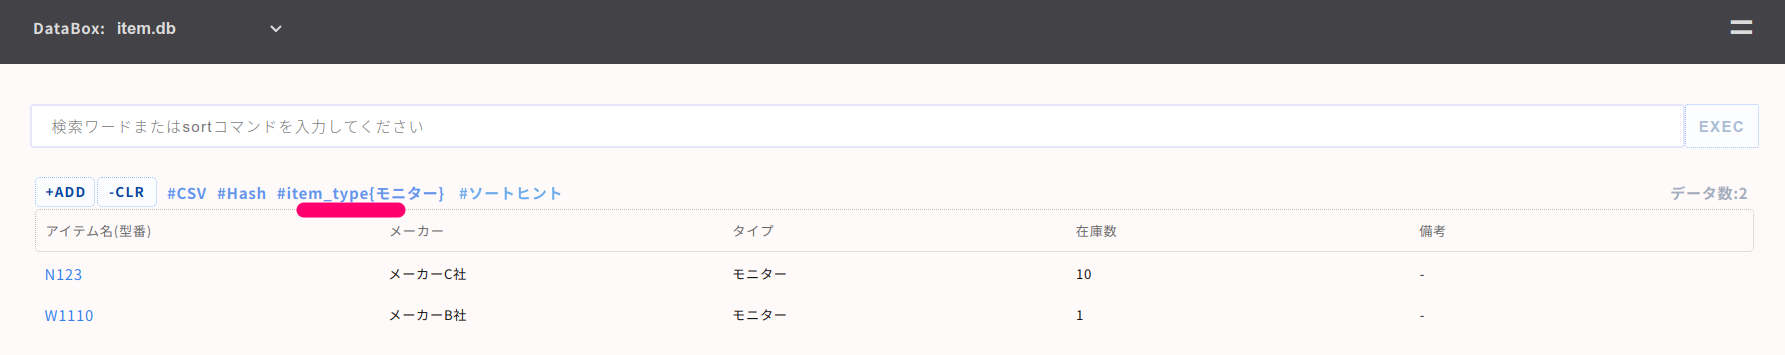 DataBox: item.db
検索ワードまたはsortコマンドを入力してください EXEC
+ADD -CLR #CSV #Hash #item_type{モニター} #ソートヒント データ数:2
アイテム名(型番) メーカー タイプ 在庫数 備考
N123 メーカーC社 モニター 10 -
W1110 メーカーB社 モニター 1 -